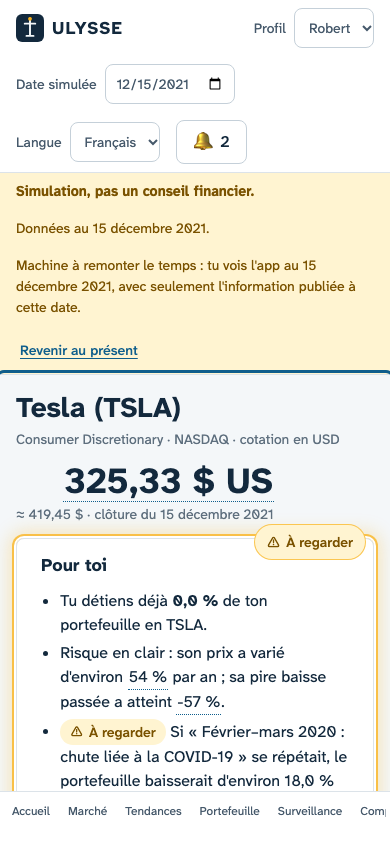 ULYSSE
Profil Robert
Date simulée 12/15/2021
Langue Français 2
Simulation, pas un conseil financier.
Données au 15 décembre 2021.
Machine à remonter le temps : tu vois l'app au 15
décembre 2021, avec seulement l'information publiée à
cette date.
Revenir au présent
Tesla (TSLA)
Consumer Discretionary · NASDAQ · cotation en USD
325,33 $ US
≈ 419,45 $ · clôture du 15 décembre 2021
À regarder
Pour toi
• Tu détiens déjà 0,0 % de ton
portefeuille en TSLA.
• Risque en clair : son prix a varié
d'environ 54 % par an ; sa pire baisse
passée a atteint -57 %.
• À regarder Si « Février–mars 2020 :
chute liée à la COVID-19 » se répétait, le
portefeuille baisserait d'environ 18,0 %
Accueil Marché Tendances Portefeuille Surveillance